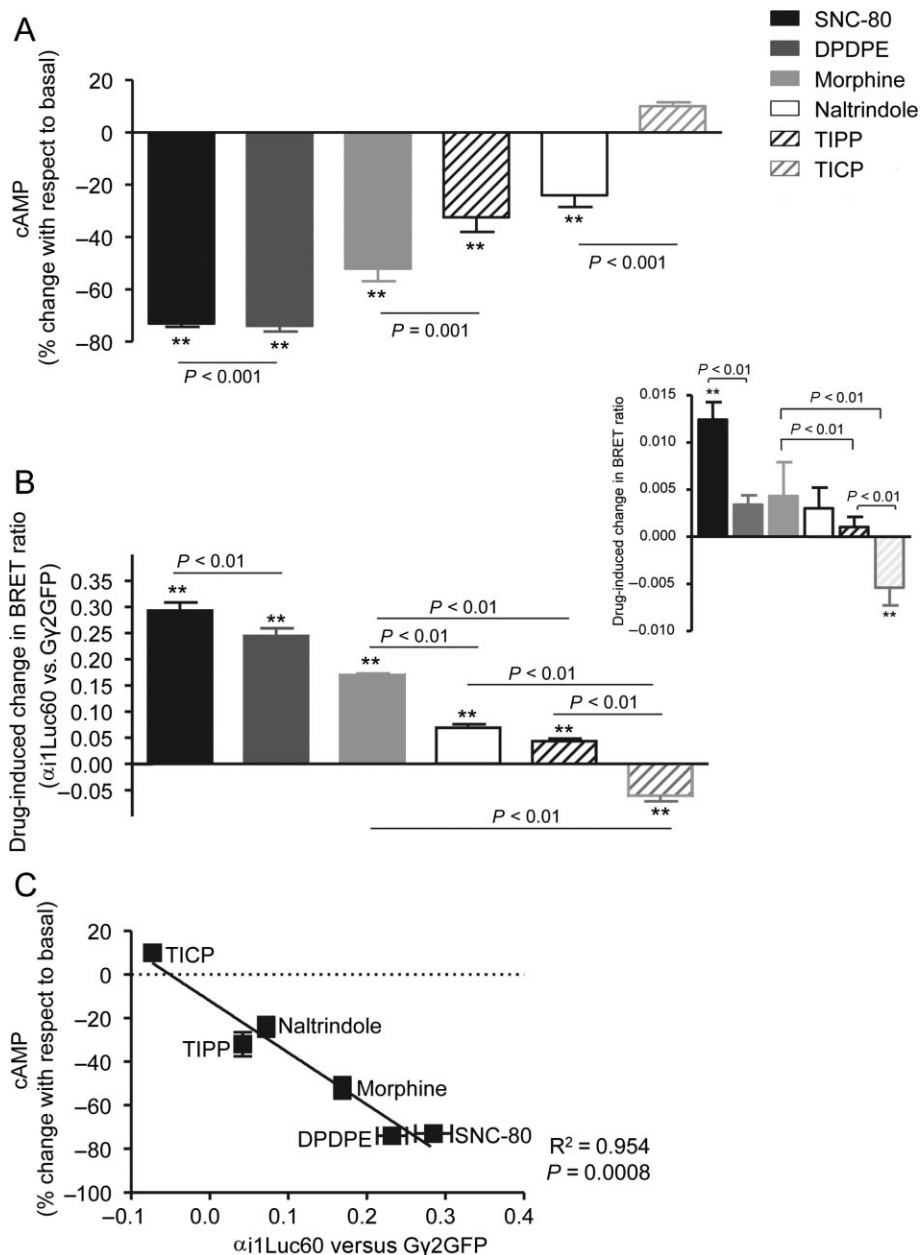 A
SNC-80
DPDPE
Morphine
Naltrindole
TIPP
TICP
cAMP
(% change with respect to basal)
20
0
−20
−40
−60
−80
**
**
**
**
**
P < 0.001
P = 0.001
P < 0.001
Drug-induced change in BRET ratio
0.015
0.010
0.005
0.000
−0.005
−0.010
P < 0.01
**
P < 0.01
P < 0.01
P < 0.01
**
B
Drug-induced change in BRET ratio
(αi1Luc60 vs. Gγ2GFP)
0.35
0.30
0.25
0.20
0.15
0.10
0.05
0.00
−0.05
P < 0.01
**
**
P < 0.01
P < 0.01
**
P < 0.01
**
P < 0.01
**
**
P < 0.01
C
cAMP
(% change with respect to basal)
20
0
−20
−40
−60
−80
−100
TICP
Naltrindole
TIPP
Morphine
DPDPE
SNC-80
R² = 0.954
P = 0.0008
−0.1
0.0
0.1
0.2
0.3
0.4
αi1Luc60 versus Gγ2GFP